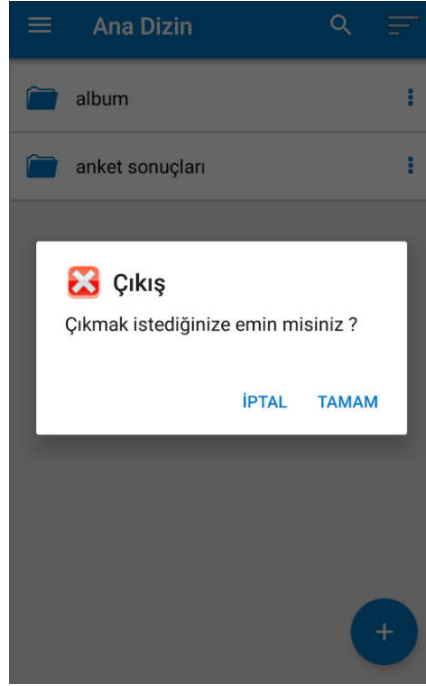 Ana Dizin
album
anket sonuçları
Çıkış
Çıkmak istediğinize emin misiniz ?
İPTAL TAMAM